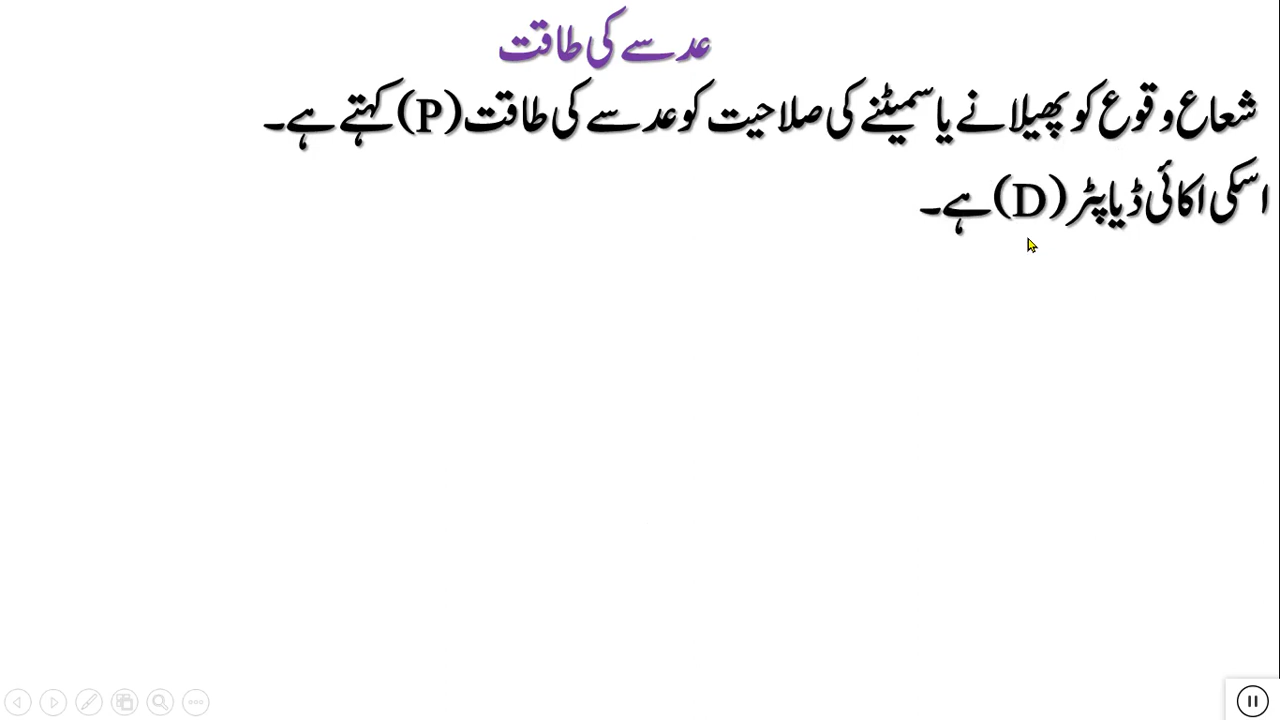 عدسے کی طاقت
شعاع وقوع کو پھیلانے یا سمیٹنے کی صلاحیت کو عدسے کی طاقت (P) کہتے ہے۔
اسکی اکائی ڈیاپٹر (D) ہے۔